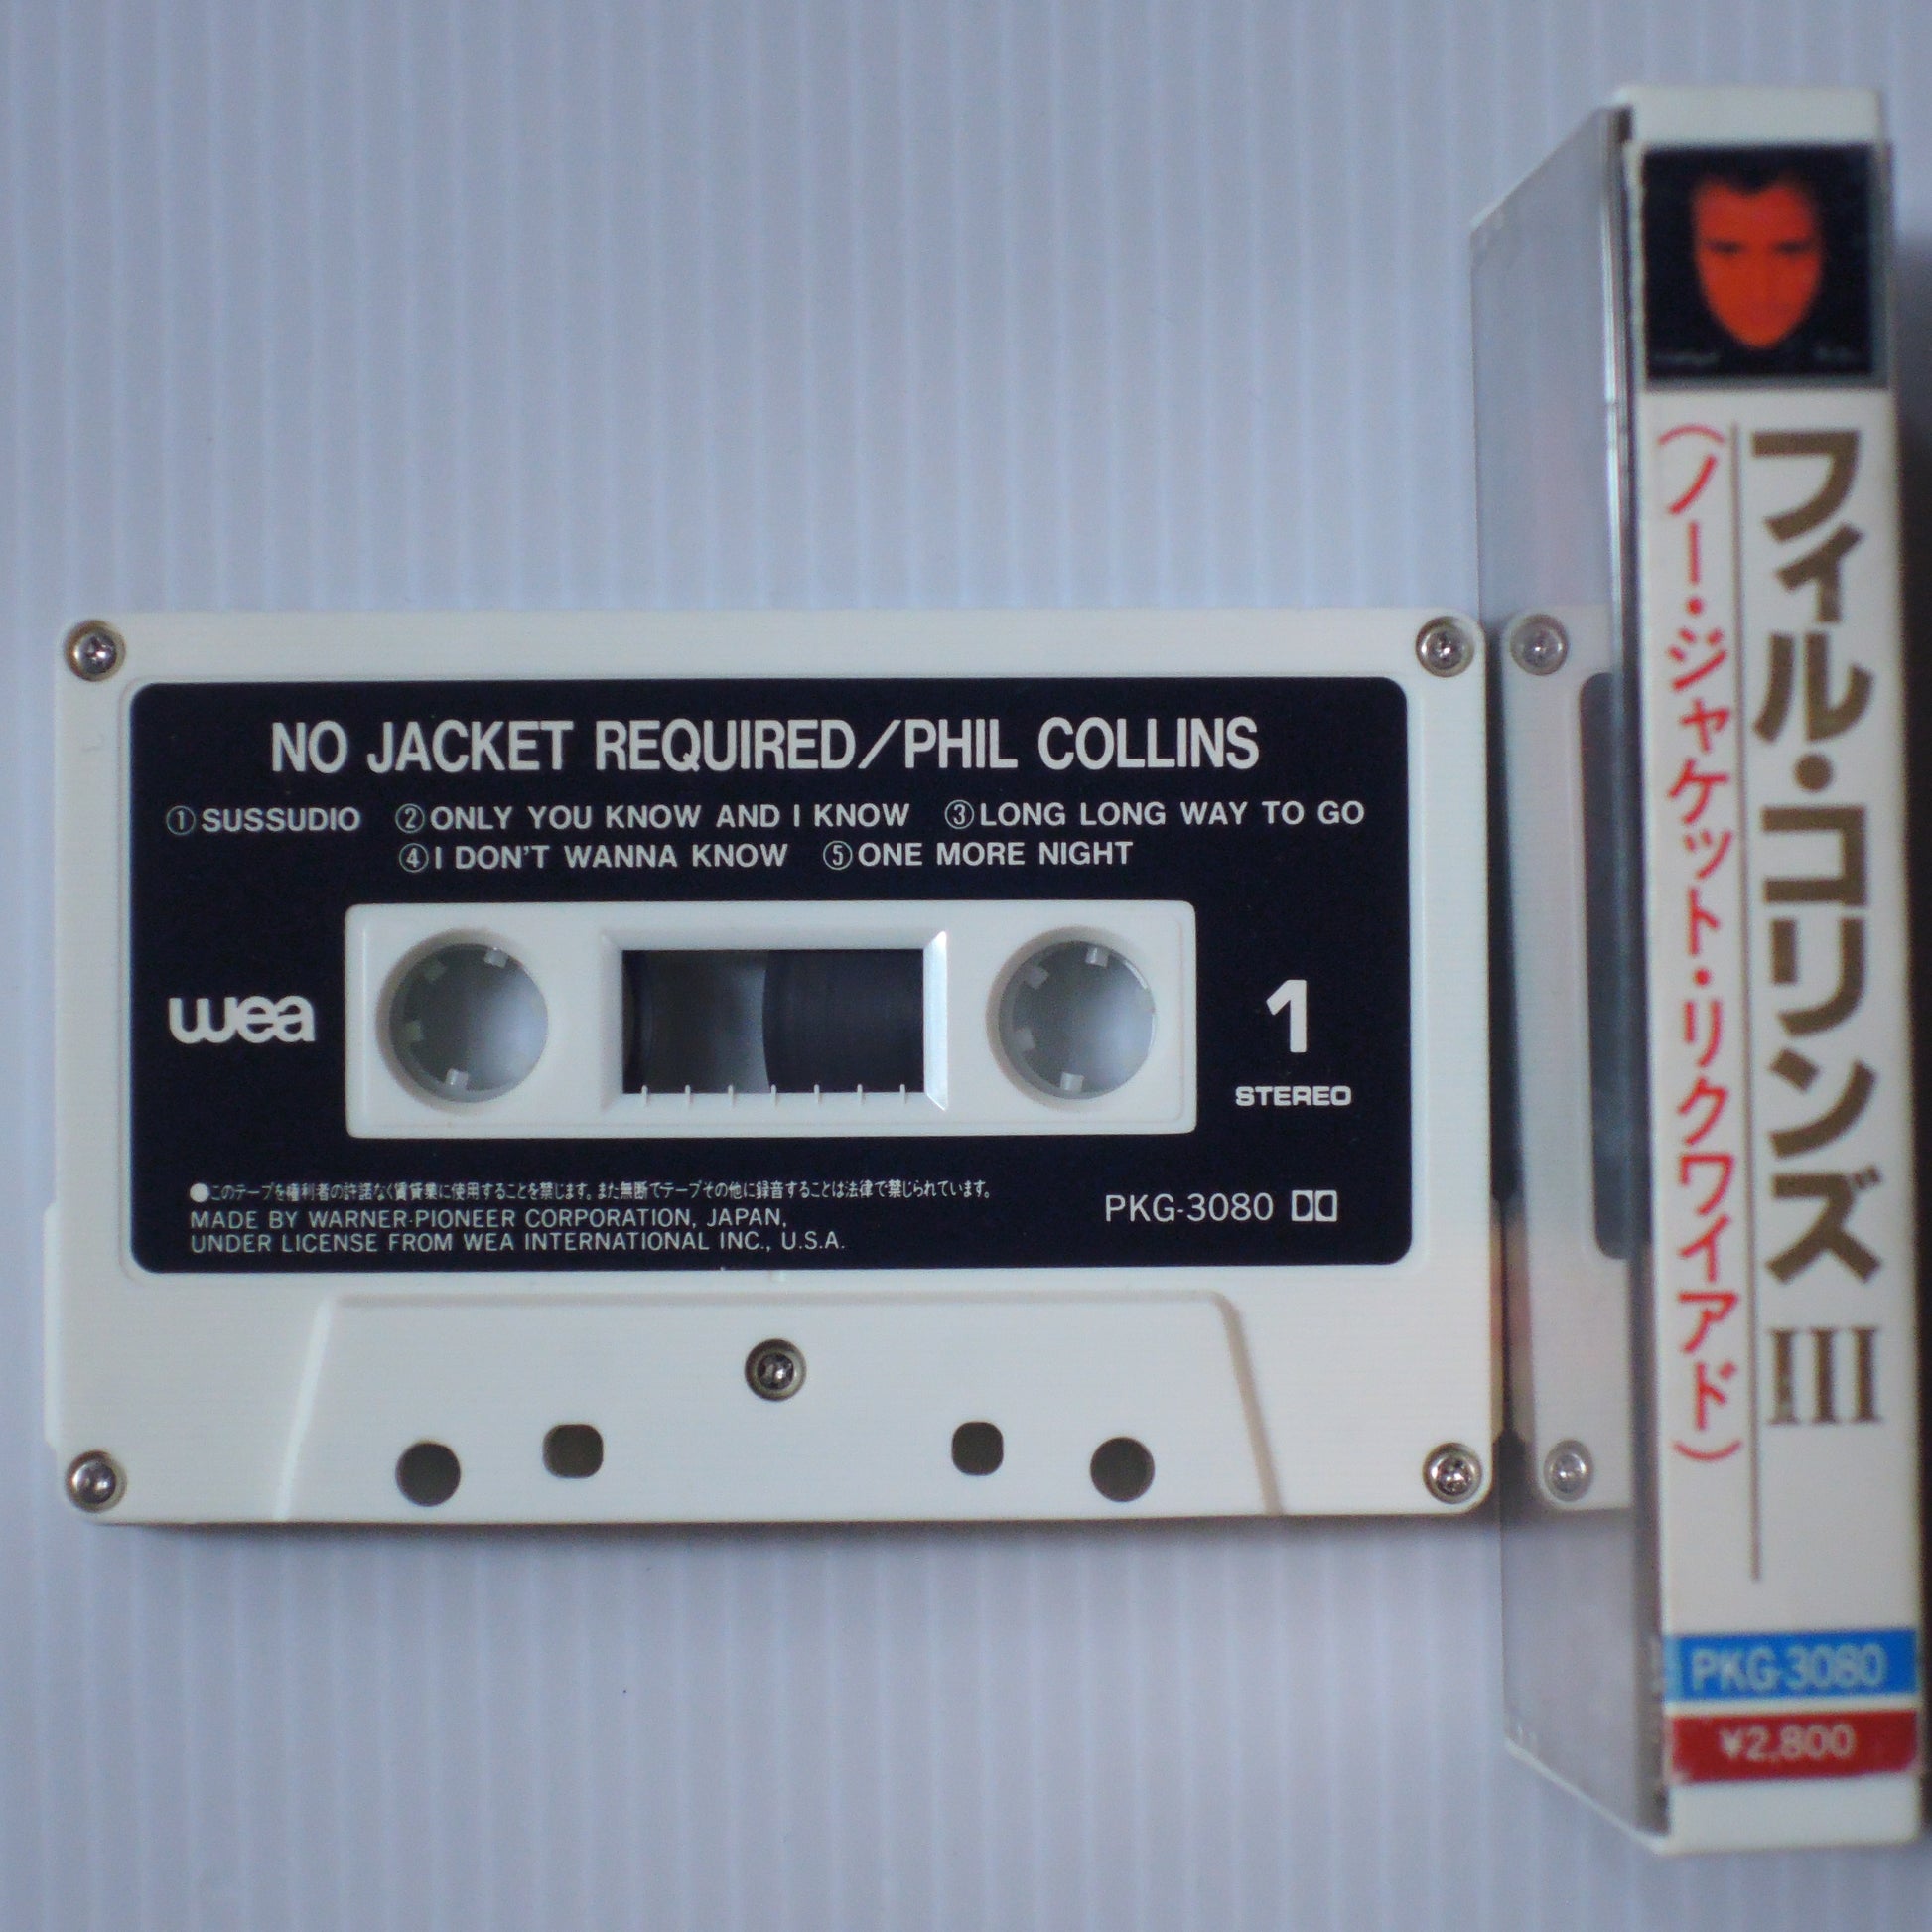 NO JACKET REQUIRED/PHIL COLLINS
①SUSSUDIO ②ONLY YOU KNOW AND I KNOW ③LONG LONG WAY TO GO
④I DON'T WANNA KNOW ⑤ONE MORE NIGHT
wea
1
STEREO
●このテープを権利者の許諾なく賃貸業に使用することを禁じます。また無断でテープその他に録音することは法律で禁じられています。
MADE BY WARNER-PIONEER CORPORATION, JAPAN,
UNDER LICENSE FROM WEA INTERNATIONAL INC., U.S.A.
PKG-3080
フィル・コリンズ III
(ノー・ジャケット・リクワイアド)
PKG-3080
¥2,800